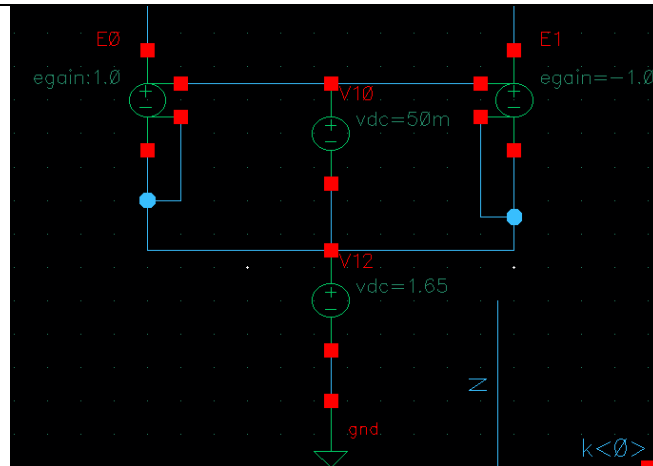 E0
E1
egain:1.0
egain=-1.0
V10
vdc=50m
V12
vdc=1.65
N
gnd
k<0>